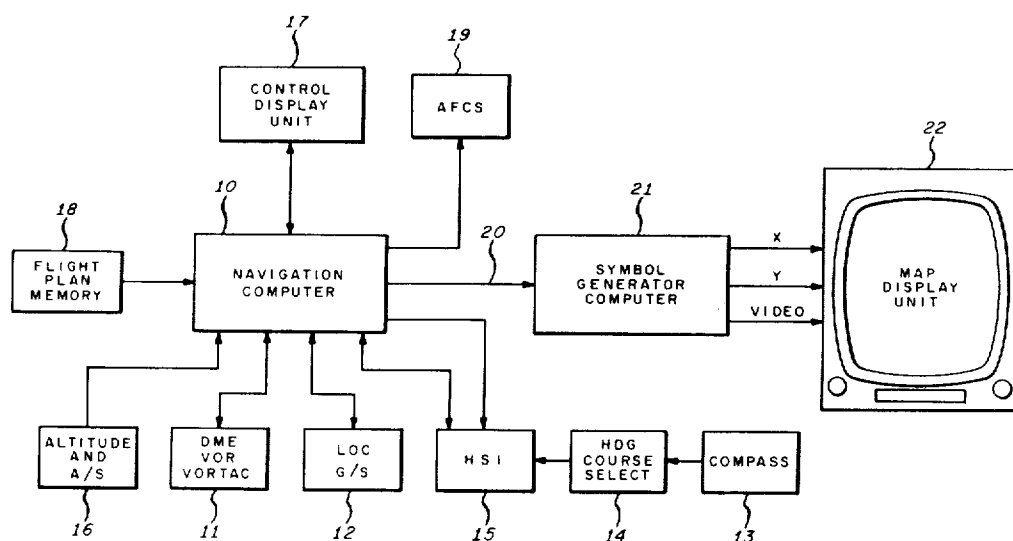 17
CONTROL
DISPLAY
UNIT
19
AFCS
22
10
21
18
FLIGHT
PLAN
MEMORY
NAVIGATION
COMPUTER
20
SYMBOL
GENERATOR
COMPUTER
X
Y
VIDEO
MAP
DISPLAY
UNIT
ALTITUDE
AND
A/S
DME
VOR
VORTAC
LOC
G/S
HSI
HDG
COURSE
SELECT
COMPASS
16
11
12
15
14
13